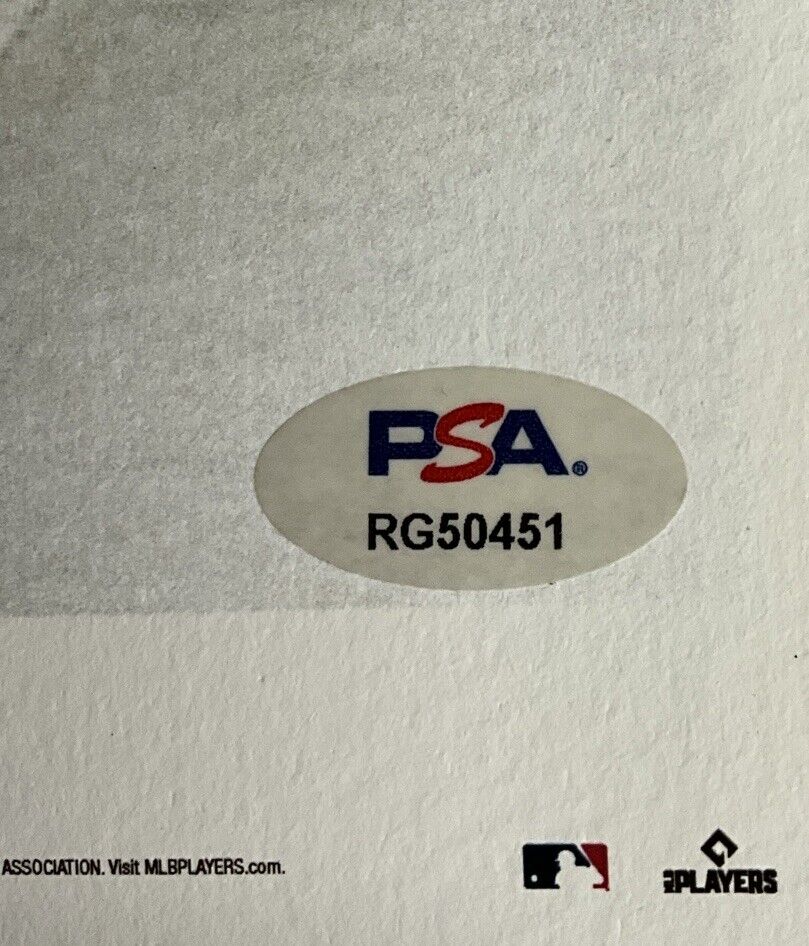 PSA®
RG50451
ASSOCIATION. Visit MLBPLAYERS.com.
PLAYERS